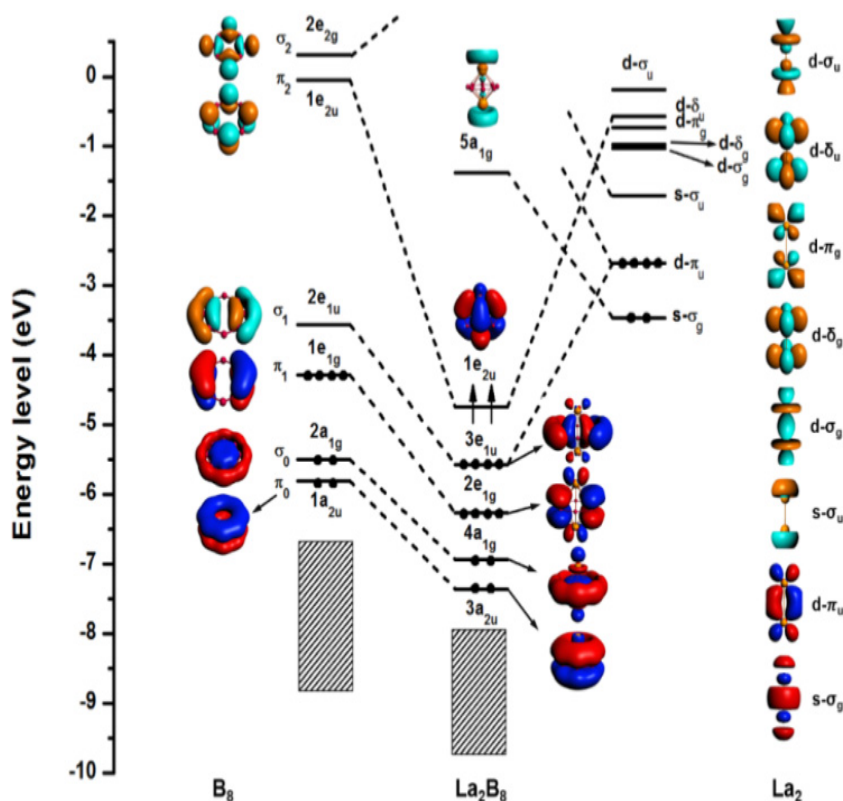 Energy level (eV)
0
-1
-2
-3
-4
-5
-6
-7
-8
-9
-10
σ₂
2e₂g
π₂
1e₂u
σ₁
2e₁u
π₁
1e₁g
σ₀
2a₁g
π₀
1a₂u
B₈
5a₁g
1e₂u
3e₁u
2e₁g
4a₁g
3a₂u
La₂B₈
d-σᵤ
d-δᵤ
d-πg
d-δg
d-σg
s-σᵤ
d-πᵤ
s-σg
d-σᵤ
d-δᵤ
d-πg
d-δg
d-σg
s-σᵤ
d-πᵤ
s-σg
La₂